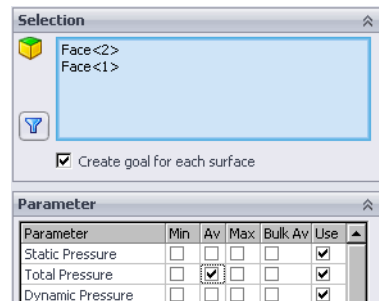 Selection
Face<2>
Face<1>
Create goal for each surface
Parameter
Parameter Min Av Max Bulk Av Use
Static Pressure
Total Pressure
Dynamic Pressure